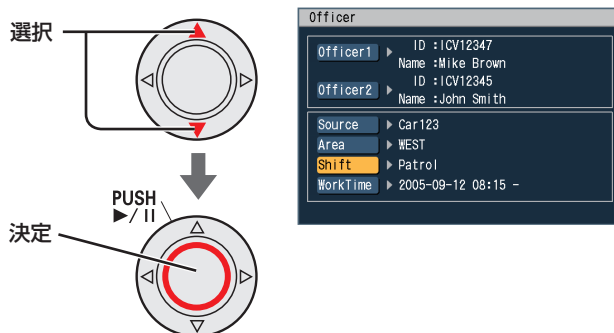 選択
PUSH
►/ II
決定
Officer
Officer1 ID :ICV12347
Name :Mike Brown
Officer2 ID :ICV12345
Name :John Smith
Source Car123
Area WEST
Shift Patrol
WorkTime 2005-09-12 08:15 -